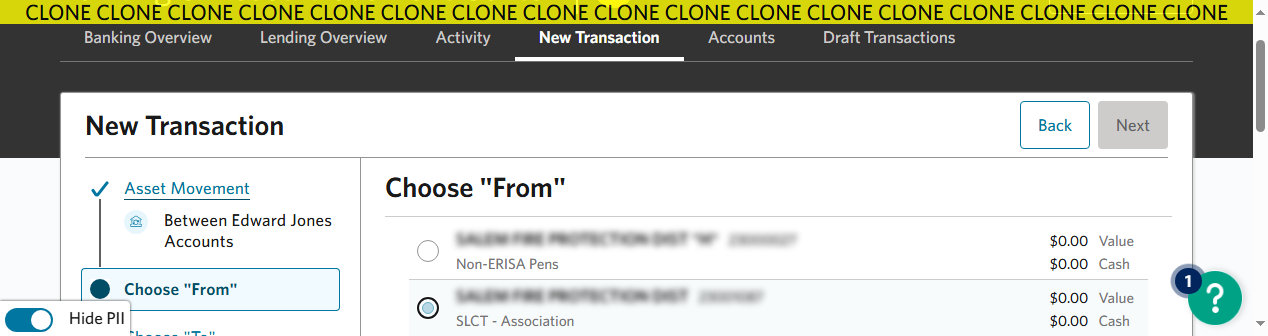 CLONE CLONE CLONE CLONE CLONE CLONE CLONE CLONE CLONE CLONE CLONE CLONE CLONE CLONE CLONE CLONE CLONE
Banking Overview Lending Overview Activity New Transaction Accounts Draft Transactions
New Transaction
Back Next
Asset Movement
Between Edward Jones
Accounts
Choose "From"
Choose "From"
$0.00 Value
Non-ERISA Pens $0.00 Cash
$0.00 Value
SLCT - Association $0.00 Cash
1
?
Hide PII
Choose "To"